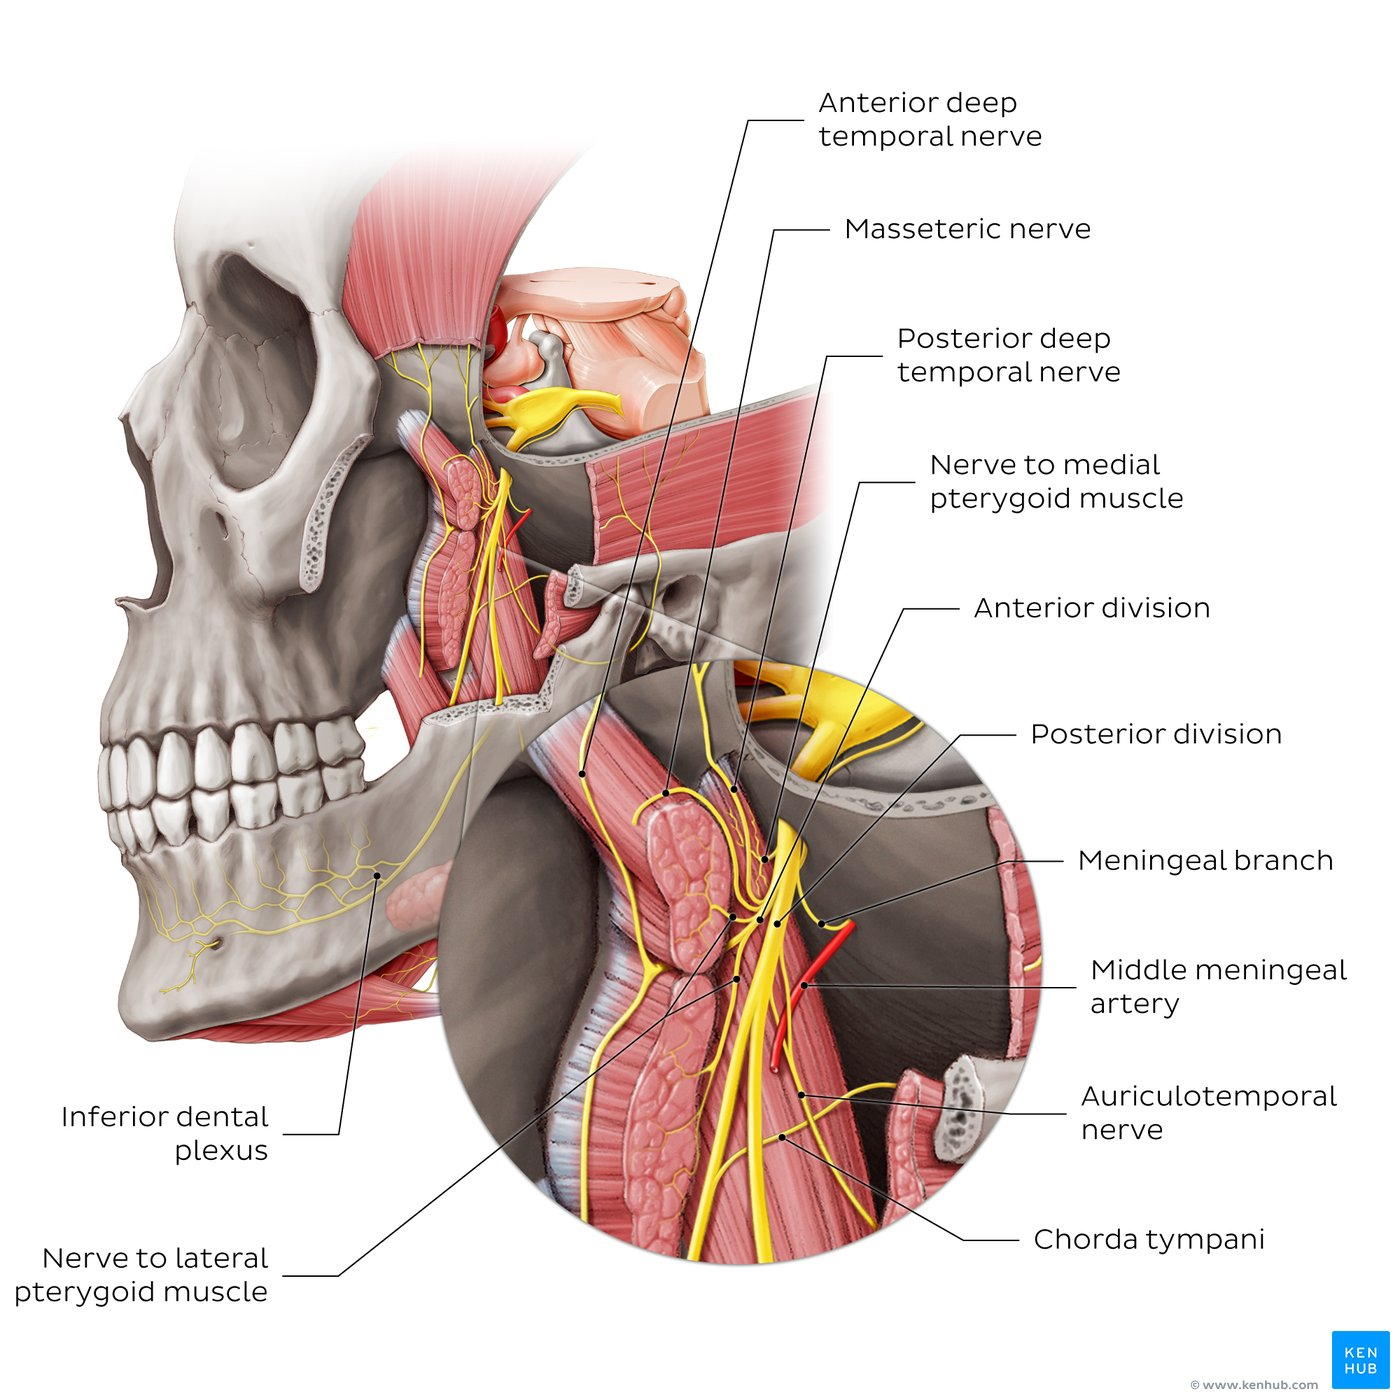 Anterior deep
temporal nerve
Masseteric nerve
Posterior deep
temporal nerve
Nerve to medial
pterygoid muscle
Anterior division
Posterior division
Meningeal branch
Middle meningeal
artery
Auriculotemporal
nerve
Chorda tympani
Inferior dental
plexus
Nerve to lateral
pterygoid muscle
KEN
HUB
© www.kenhub.com